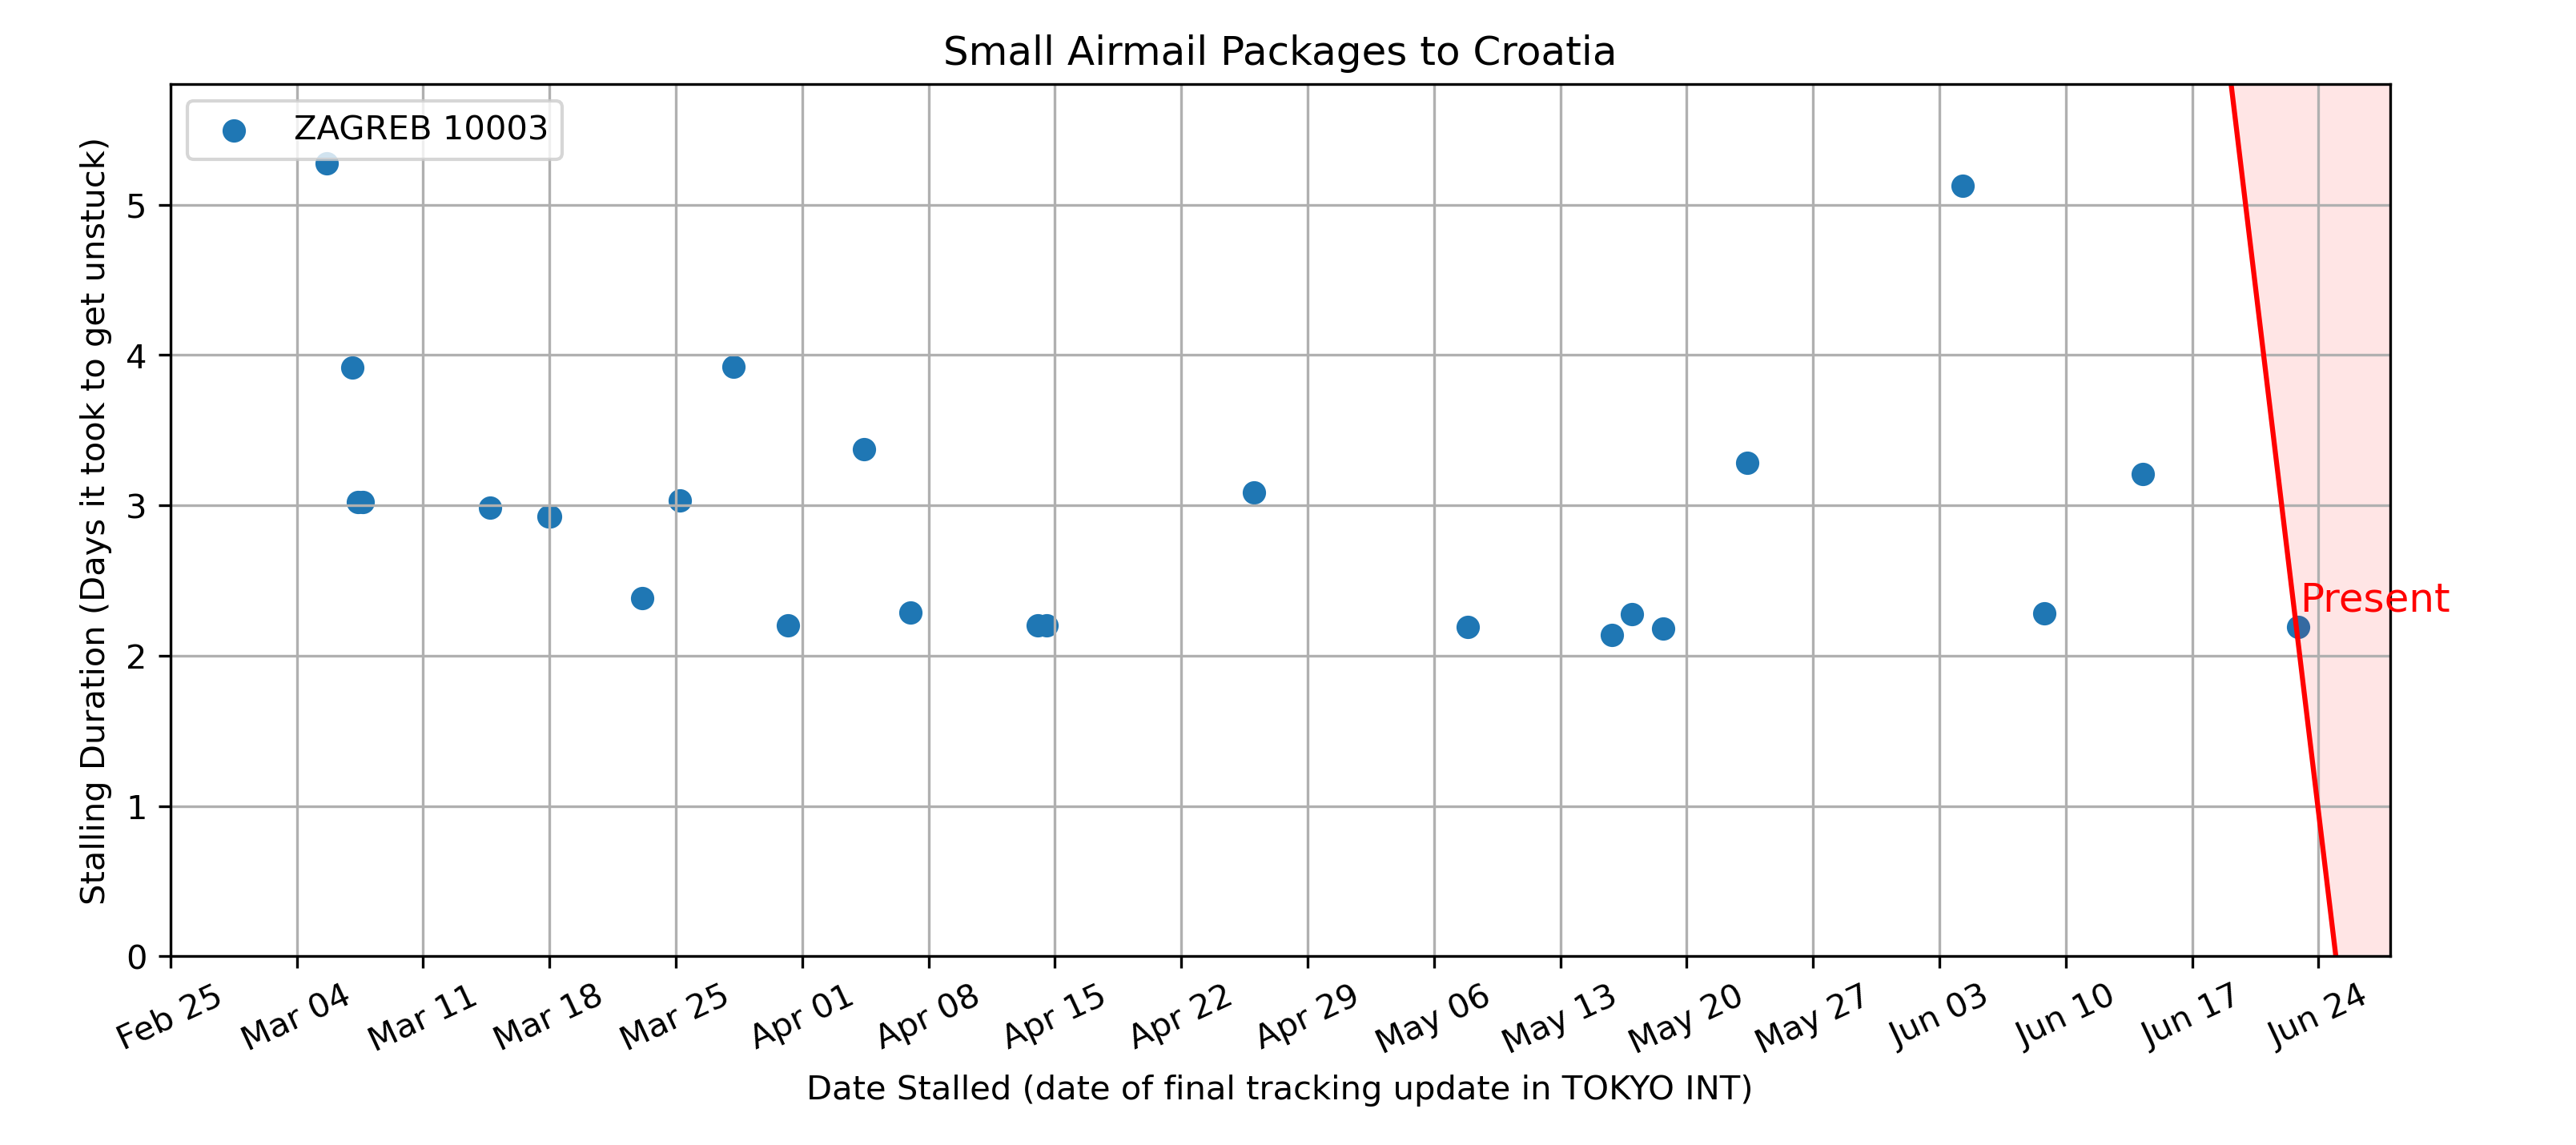 Small Airmail Packages to Croatia
ZAGREB 10003
Stalling Duration (Days it took to get unstuck)
5
4
3
2
1
0
Present
Feb 25
Mar 04
Mar 11
Mar 18
Mar 25
Apr 01
Apr 08
Apr 15
Apr 22
Apr 29
May 06
May 13
May 20
May 27
Jun 03
Jun 10
Jun 17
Jun 24
Date Stalled (date of final tracking update in TOKYO INT)